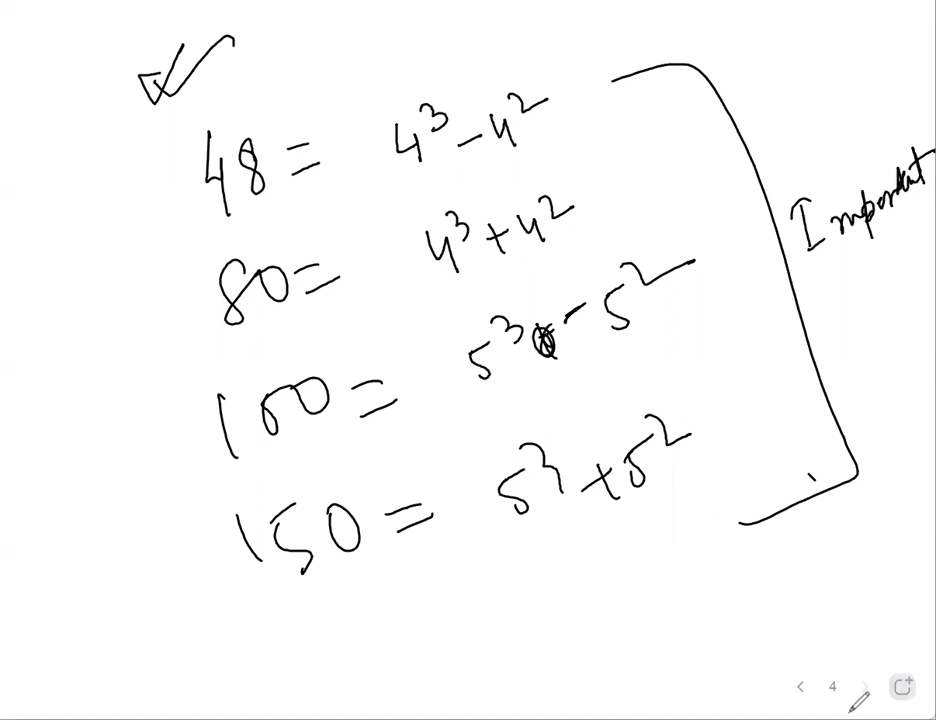 48 = 4³ - 4²
80 = 4³ + 4²
100 = 5³ - 5²
150 = 5³ + 5²
Important
4